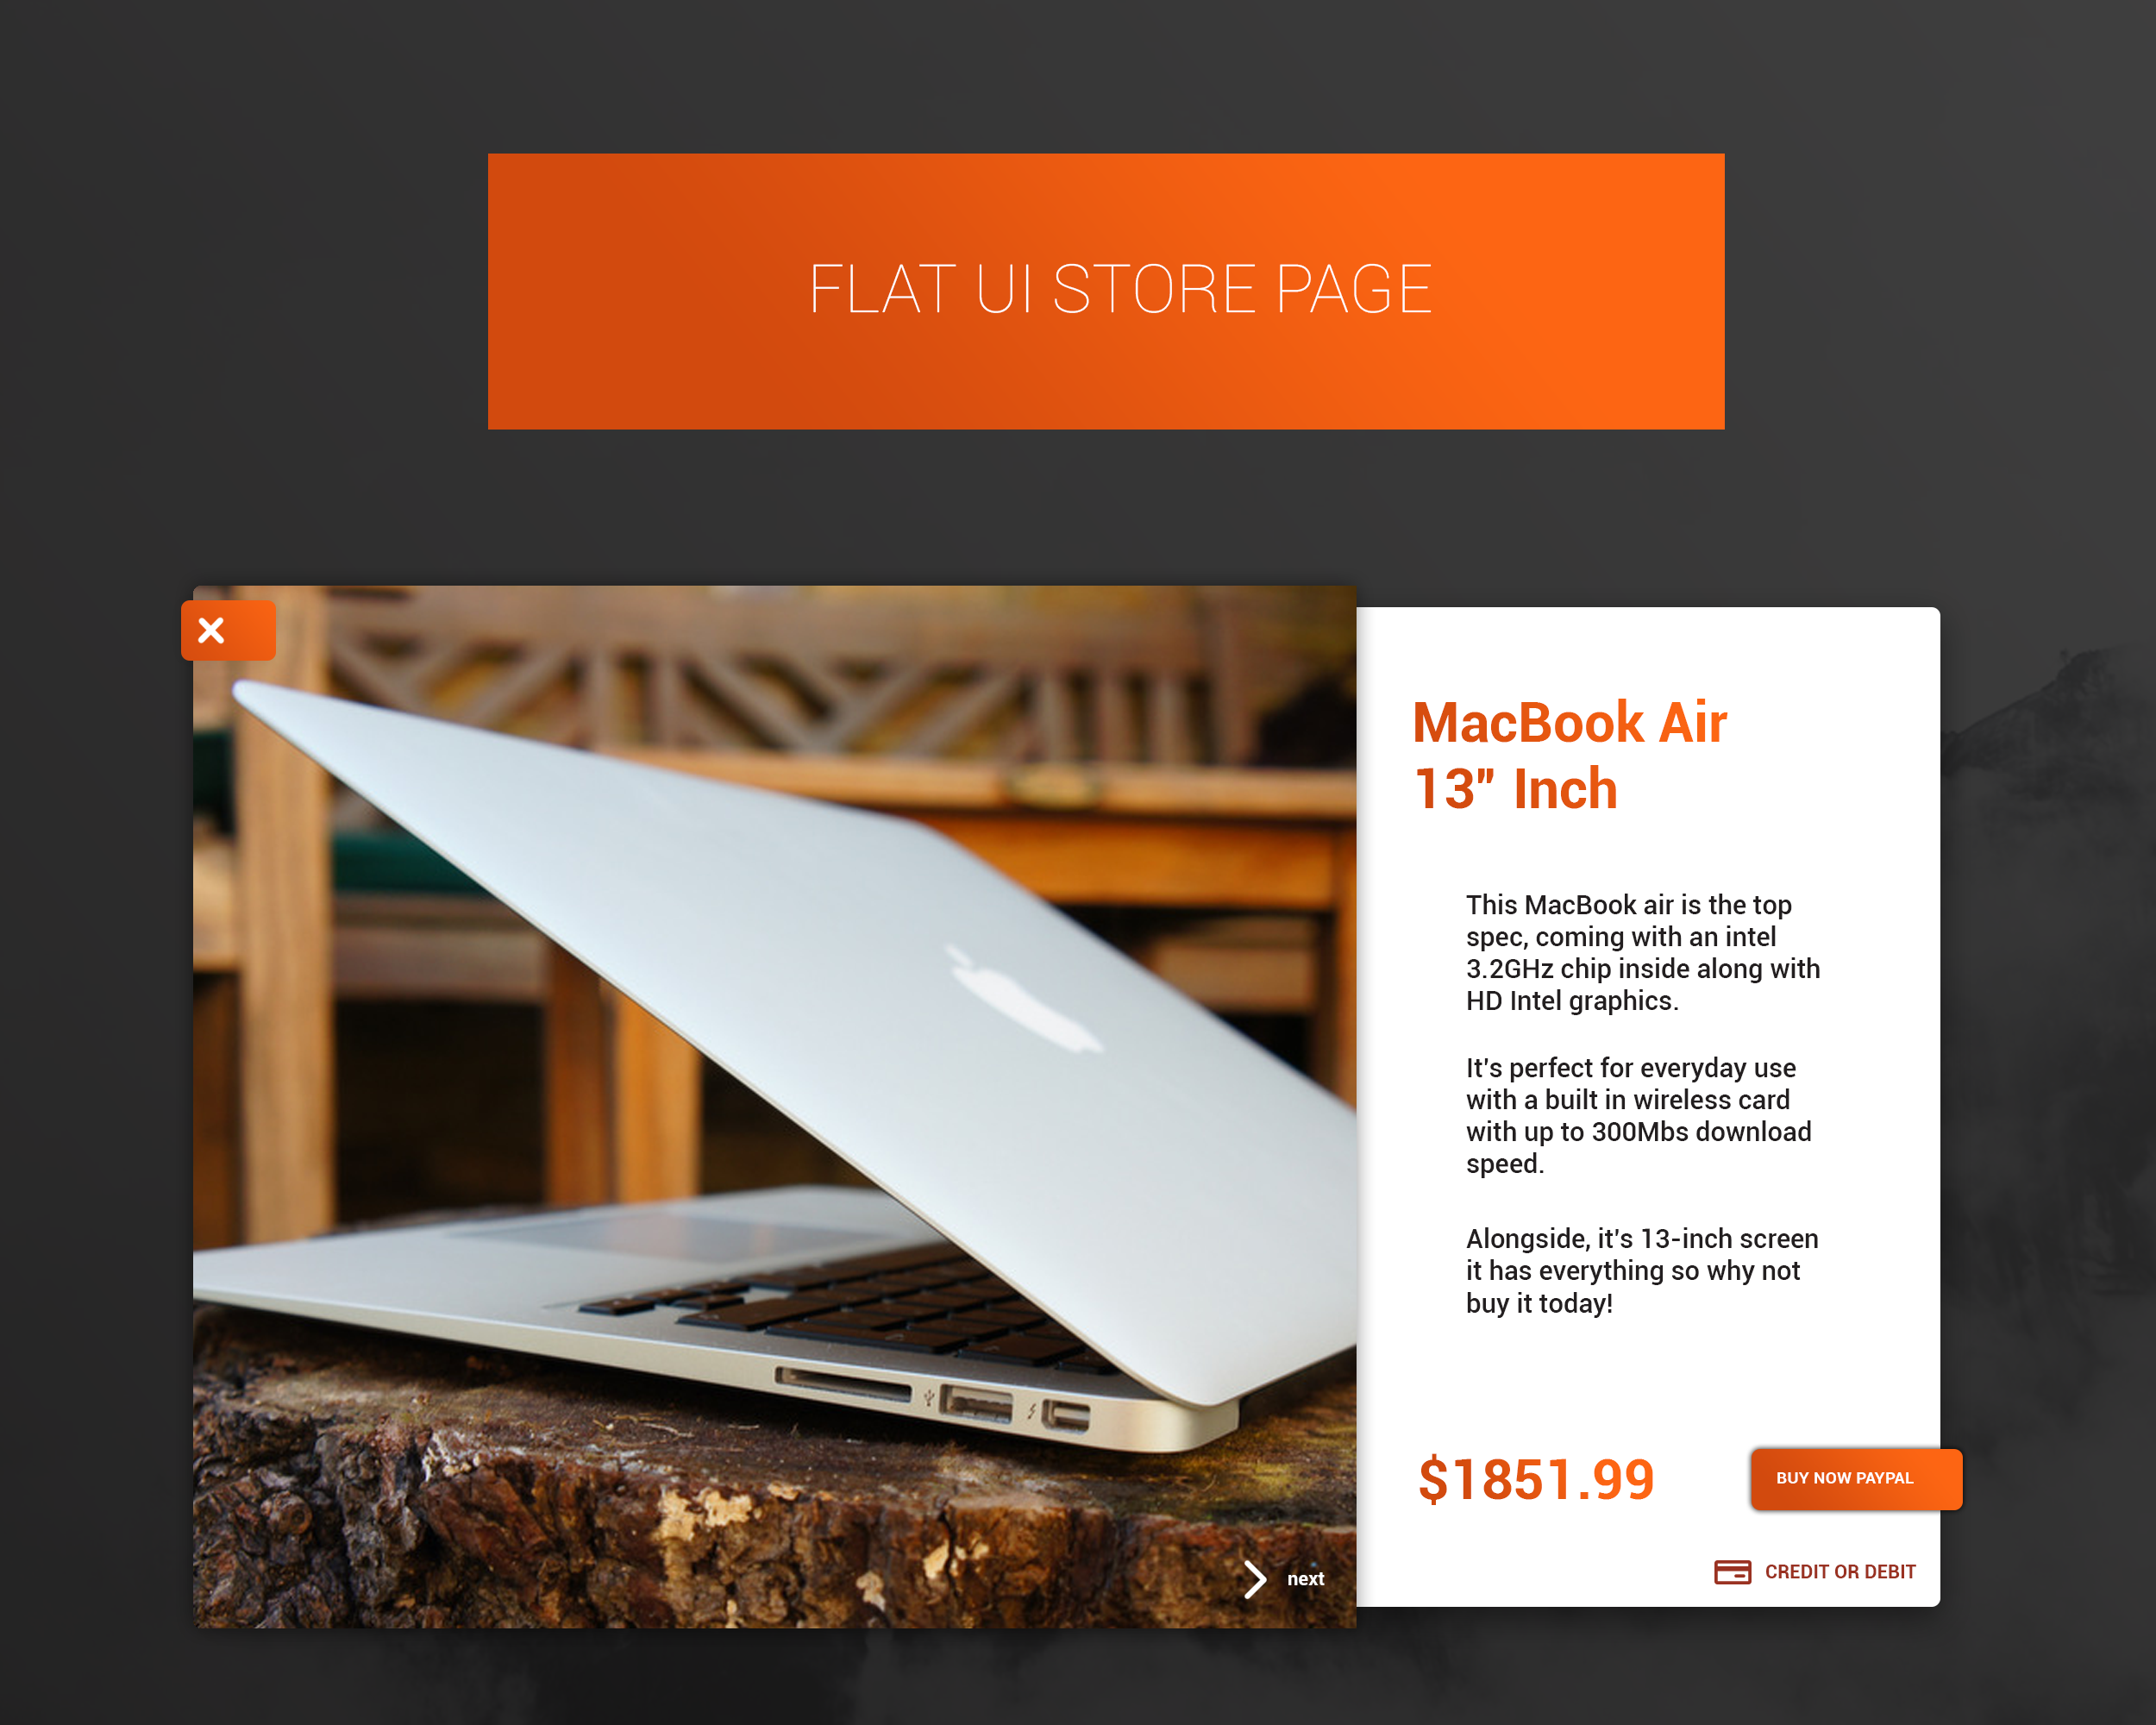 FLAT UI STORE PAGE
MacBook Air
13" Inch
This MacBook air is the top
spec, coming with an intel
3.2GHz chip inside along with
HD Intel graphics.
It's perfect for everyday use
with a built in wireless card
with up to 300Mbs download
speed.
Alongside, it's 13-inch screen
it has everything so why not
buy it today!
$1851.99
BUY NOW PAYPAL
CREDIT OR DEBIT
next